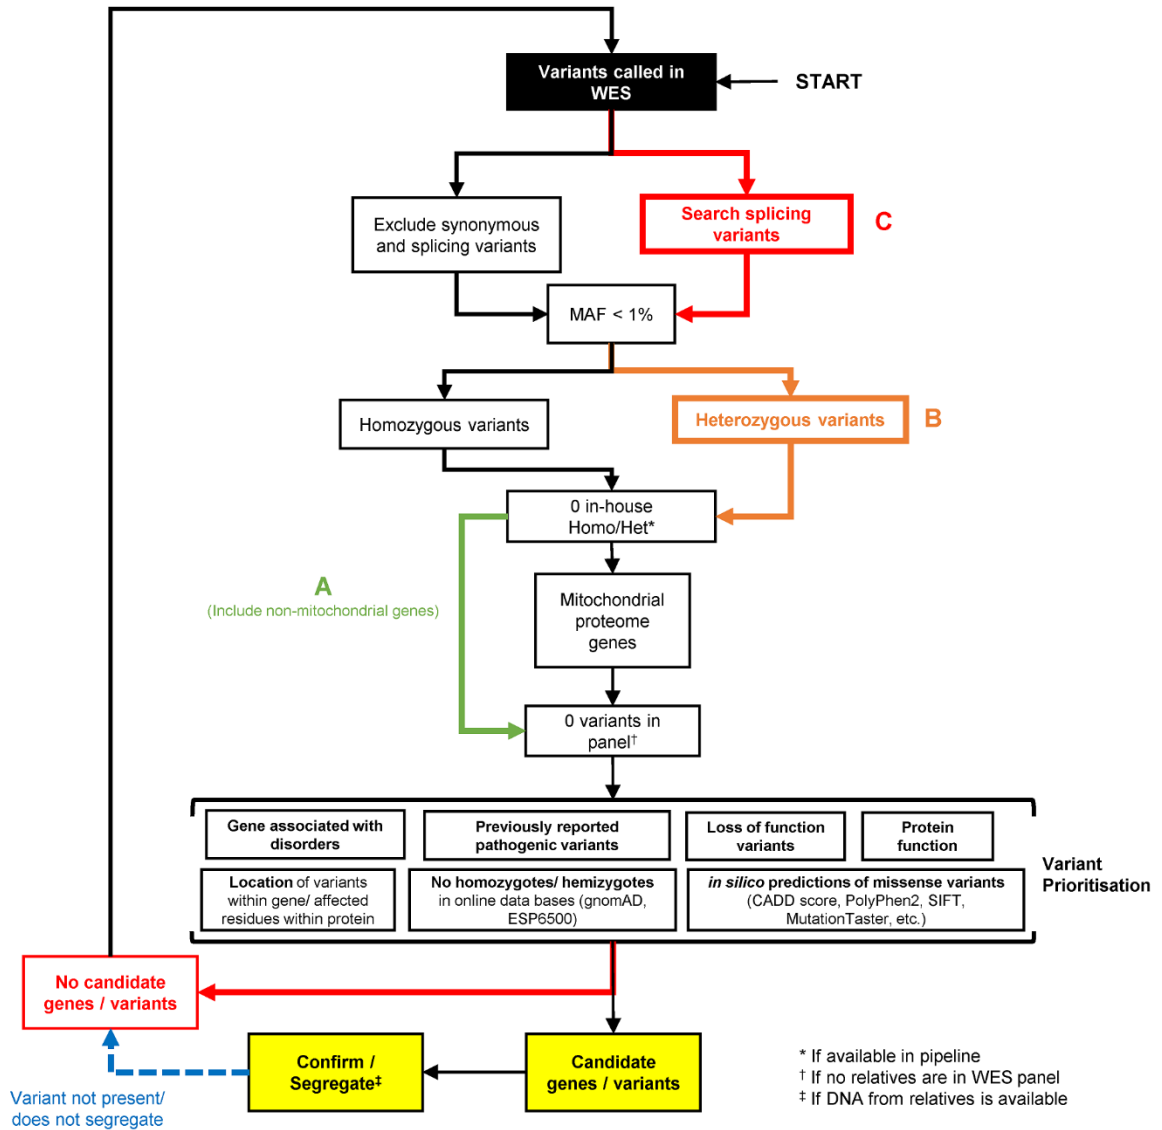 Variants called in
WES
START
Exclude synonymous
and splicing variants
Search splicing
variants
C
MAF < 1%
Homozygous variants
Heterozygous variants
B
0 in-house
Homo/Het*
A
(Include non-mitochondrial genes)
Mitochondrial
proteome
genes
0 variants in
panel†
Gene associated with
disorders
Previously reported
pathogenic variants
Loss of function
variants
Protein
function
Location of variants
within gene/ affected
residues within protein
No homozygotes/ hemizygotes
in online data bases (gnomAD,
ESP6500)
in silico predictions of missense variants
(CADD score, PolyPhen2, SIFT,
MutationTaster, etc.)
Variant
Prioritisation
No candidate
genes / variants
Confirm /
Segregate‡
Candidate
genes / variants
Variant not present/
does not segregate
* If available in pipeline
† If no relatives are in WES panel
‡ If DNA from relatives is available